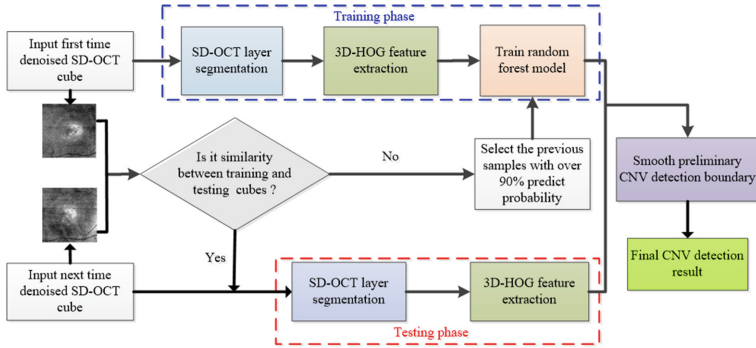 Training phase
Input first time
denoised SD-OCT
cube
SD-OCT layer
segmentation
3D-HOG feature
extraction
Train random
forest model
Is it similarity
between training and
testing cubes ?
No
Select the previous
samples with over
90% predict
probability
Smooth preliminary
CNV detection boundary
Yes
Final CNV detection
result
Input next time
denoised SD-OCT
cube
SD-OCT layer
segmentation
3D-HOG feature
extraction
Testing phase